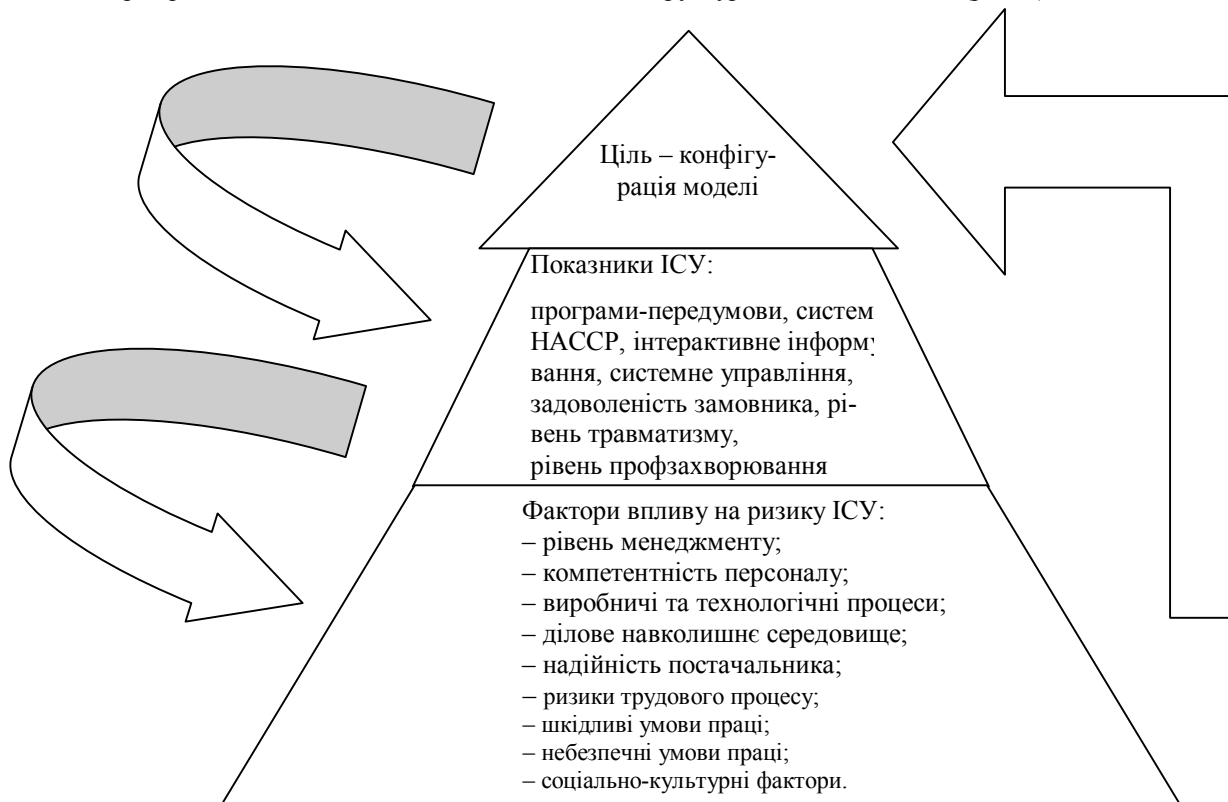 Ціль – конфігу-
рація моделі
Показники ІСУ:
програми-передумови, систем
НАССР, інтерактивне інформу
вання, системне управління,
задоволеність замовника, рі-
вень травматизму,
рівень профзахворювання
Фактори впливу на ризику ІСУ:
– рівень менеджменту;
– компетентність персоналу;
– виробничі та технологічні процеси;
– ділове навколишнє середовище;
– надійність постачальника;
– ризики трудового процесу;
– шкідливі умови праці;
– небезпечні умови праці;
– соціально-культурні фактори.